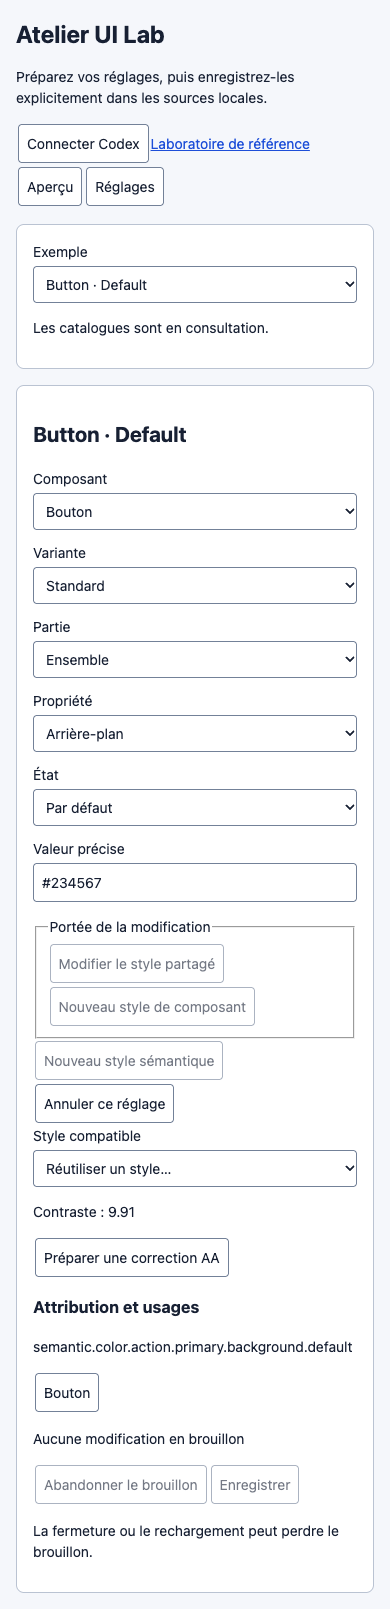 Atelier UI Lab
Préparez vos réglages, puis enregistrez-les
explicitement dans les sources locales.
Connecter Codex Laboratoire de référence
Aperçu Réglages
Exemple
Button · Default
Les catalogues sont en consultation.
Button · Default
Composant
Bouton
Variante
Standard
Partie
Ensemble
Propriété
Arrière-plan
État
Par défaut
Valeur précise
#234567
Portée de la modification
Modifier le style partagé
Nouveau style de composant
Nouveau style sémantique
Annuler ce réglage
Style compatible
Réutiliser un style...
Contraste : 9.91
Préparer une correction AA
Attribution et usages
semantic.color.action.primary.background.default
Bouton
Aucune modification en brouillon
Abandonner le brouillon Enregistrer
La fermeture ou le rechargement peut perdre le
brouillon.